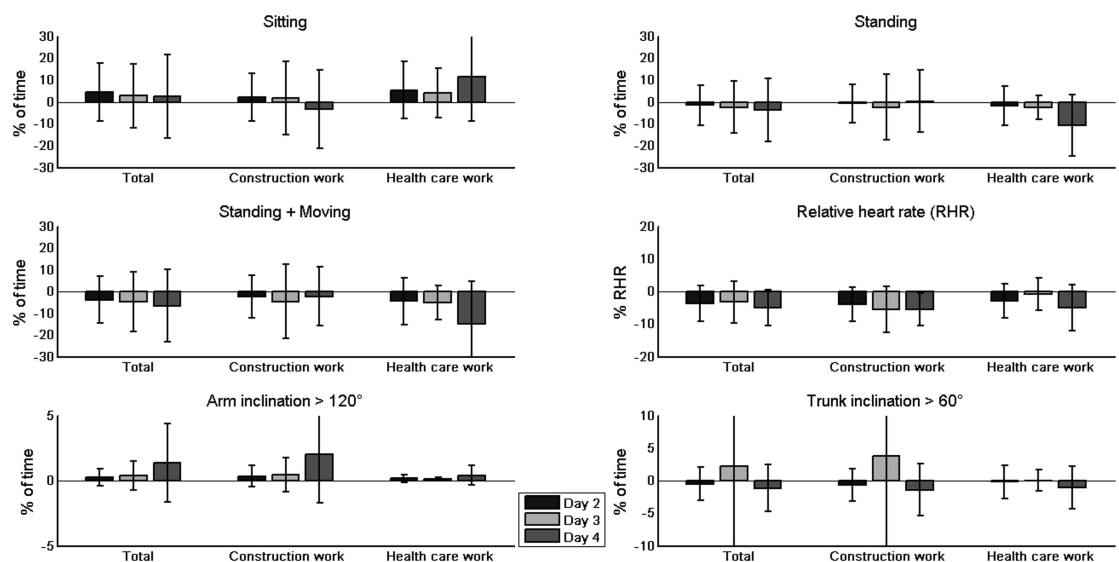 Sitting
% of time
30
20
10
0
-10
-20
-30
Total Construction work Health care work
Standing
% of time
30
20
10
0
-10
-20
-30
Total Construction work Health care work
Standing + Moving
% of time
30
20
10
0
-10
-20
-30
Total Construction work Health care work
Relative heart rate (RHR)
% RHR
20
10
0
-10
-20
Total Construction work Health care work
Arm inclination > 120°
% of time
5
0
-5
Total Construction work Health care work
Day 2
Day 3
Day 4
Trunk inclination > 60°
% of time
10
5
0
-5
-10
Total Construction work Health care work